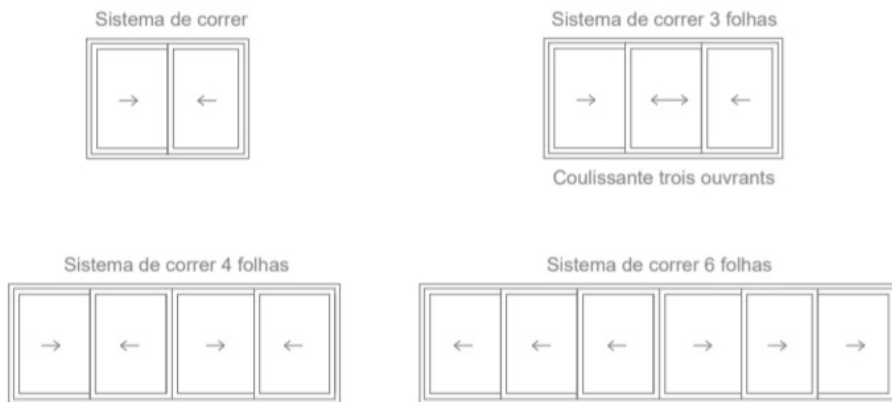 Sistema de correr
Sistema de correr 3 folhas
Coulissante trois ouvrants
Sistema de correr 4 folhas
Sistema de correr 6 folhas